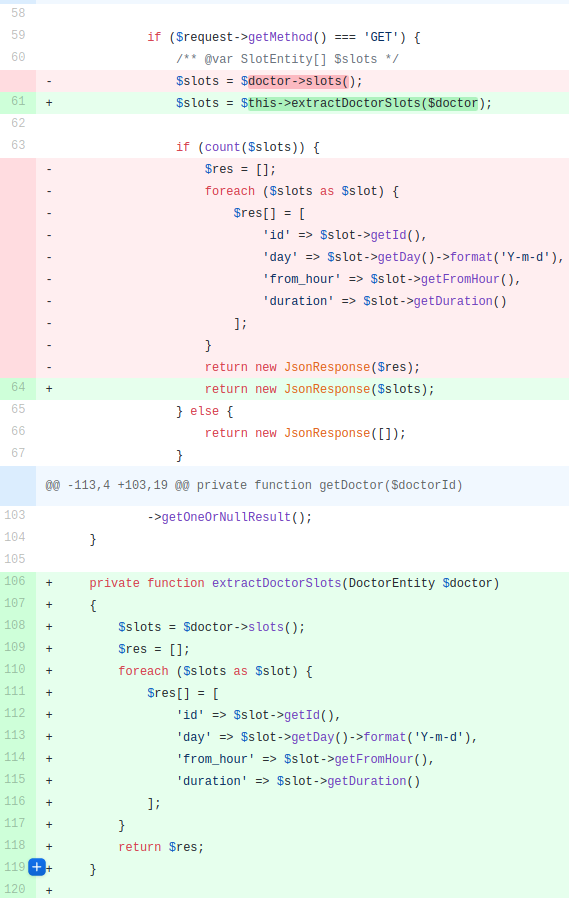 58
59                 if ($request->getMethod() === 'GET') {
60                     /** @var SlotEntity[] $slots */
-                     $slots = $doctor->slots();
61 +                   $slots = $this->extractDoctorSlots($doctor);
62
63                     if (count($slots)) {
-                         $res = [];
-                         foreach ($slots as $slot) {
-                             $res[] = [
-                                 'id' => $slot->getId(),
-                                 'day' => $slot->getDay()->format('Y-m-d'),
-                                 'from_hour' => $slot->getFromHour(),
-                                 'duration' => $slot->getDuration()
-                             ];
-                         }
-                         return new JsonResponse($res);
64 +                       return new JsonResponse($slots);
65                     } else {
66                         return new JsonResponse([]);
67                     }
@@ -113,4 +103,19 @@ private function getDoctor($doctorId)
103                ->getOneOrNullResult();
104        }
105
106 +      private function extractDoctorSlots(DoctorEntity $doctor)
107 +      {
108 +          $slots = $doctor->slots();
109 +          $res = [];
110 +          foreach ($slots as $slot) {
111 +              $res[] = [
112 +                  'id' => $slot->getId(),
113 +                  'day' => $slot->getDay()->format('Y-m-d'),
114 +                  'from_hour' => $slot->getFromHour(),
115 +                  'duration' => $slot->getDuration()
116 +              ];
117 +          }
118 +          return $res;
119 +      }
120 +